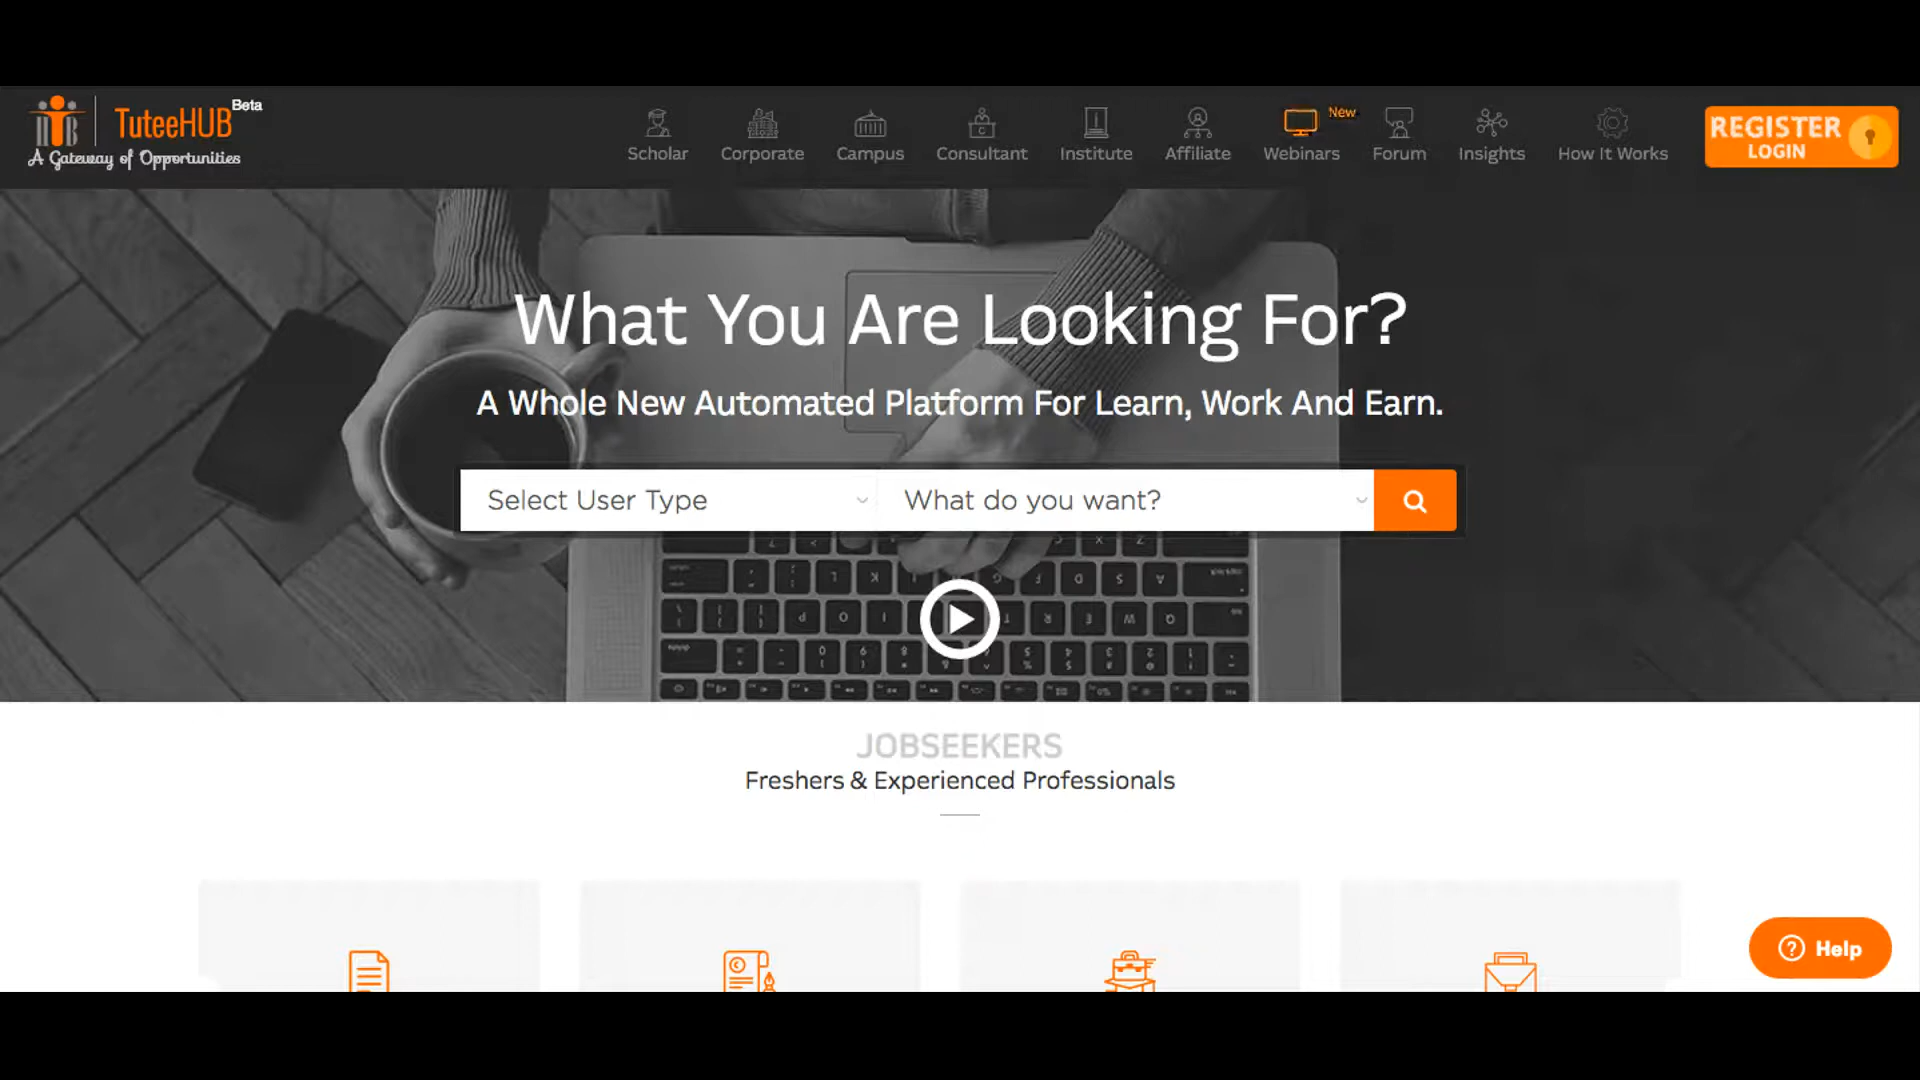 TuteeHUB Beta
A Gateway of Opportunities
Scholar
Corporate
Campus
Consultant
Institute
Affiliate
Webinars New
Forum
Insights
How It Works
REGISTER
LOGIN
What You Are Looking For?
A Whole New Automated Platform For Learn, Work And Earn.
Select User Type
What do you want?
JOBSEEKERS
Freshers & Experienced Professionals
Help